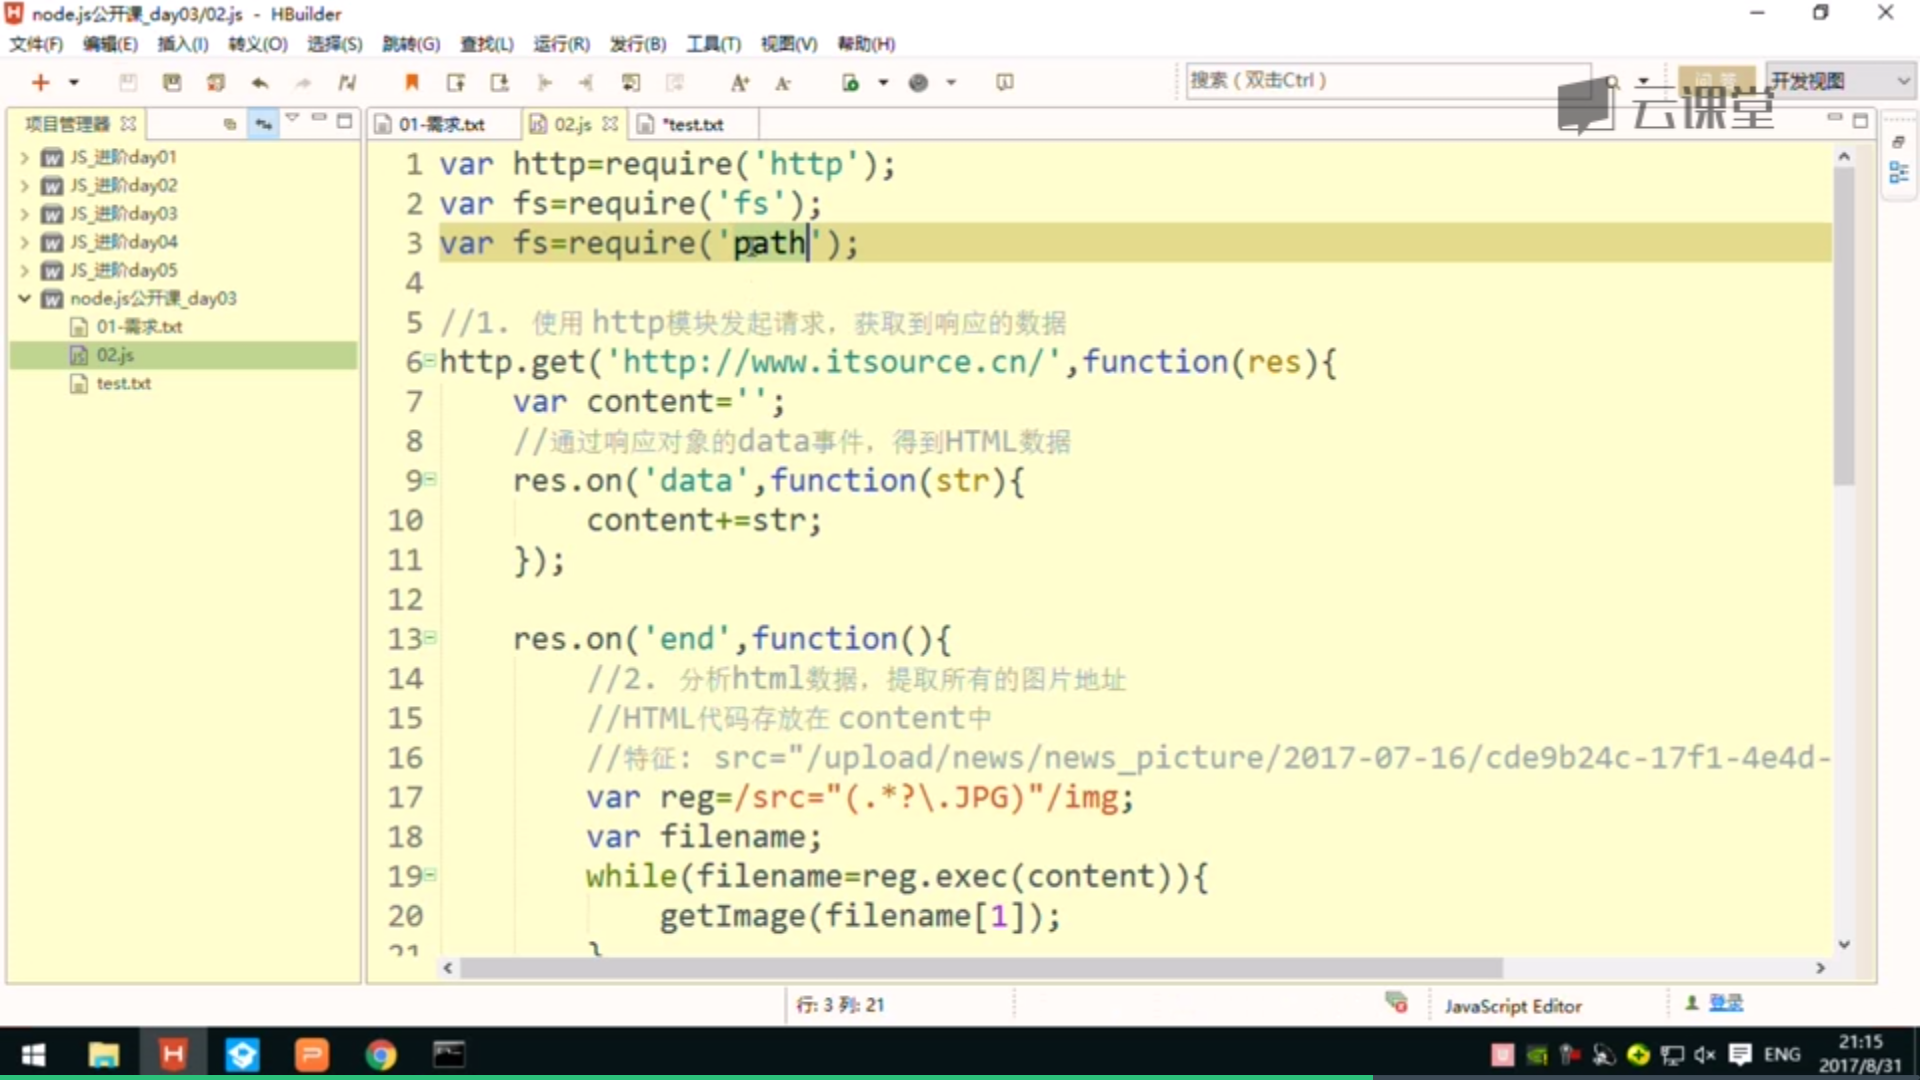 node.js公开课_day03/02.js - HBuilder
文件(F) 编辑(E) 插入(I) 转义(O) 选择(S) 跳转(G) 查找(L) 运行(R) 发行(B) 工具(T) 视图(V) 帮助(H)
搜索（双击Ctrl） 问 答 开发视图
云课堂
项目管理器 01-需求.txt 02.js *test.txt
JS_进阶day01
JS_进阶day02
JS_进阶day03
JS_进阶day04
JS_进阶day05
node.js公开课_day03
01-需求.txt
02.js
test.txt
1 var http=require('http');
2 var fs=require('fs');
3 var fs=require('path');
4
5 //1. 使用 http模块发起请求，获取到响应的数据
6 http.get('http://www.itsource.cn/',function(res){
7 var content='';
8 //通过响应对象的data事件，得到HTML数据
9 res.on('data',function(str){
10 content+=str;
11 });
12
13 res.on('end',function(){
14 //2. 分析html数据，提取所有的图片地址
15 //HTML代码存放在 content中
16 //特征: src="/upload/news/news_picture/2017-07-16/cde9b24c-17f1-4e4d-
17 var reg=/src="(.*?\.JPG)"/img;
18 var filename;
19 while(filename=reg.exec(content)){
20 getImage(filename[1]);
21 }
行: 3 列: 21 JavaScript Editor 登录
ENG 21:15
2017/8/31